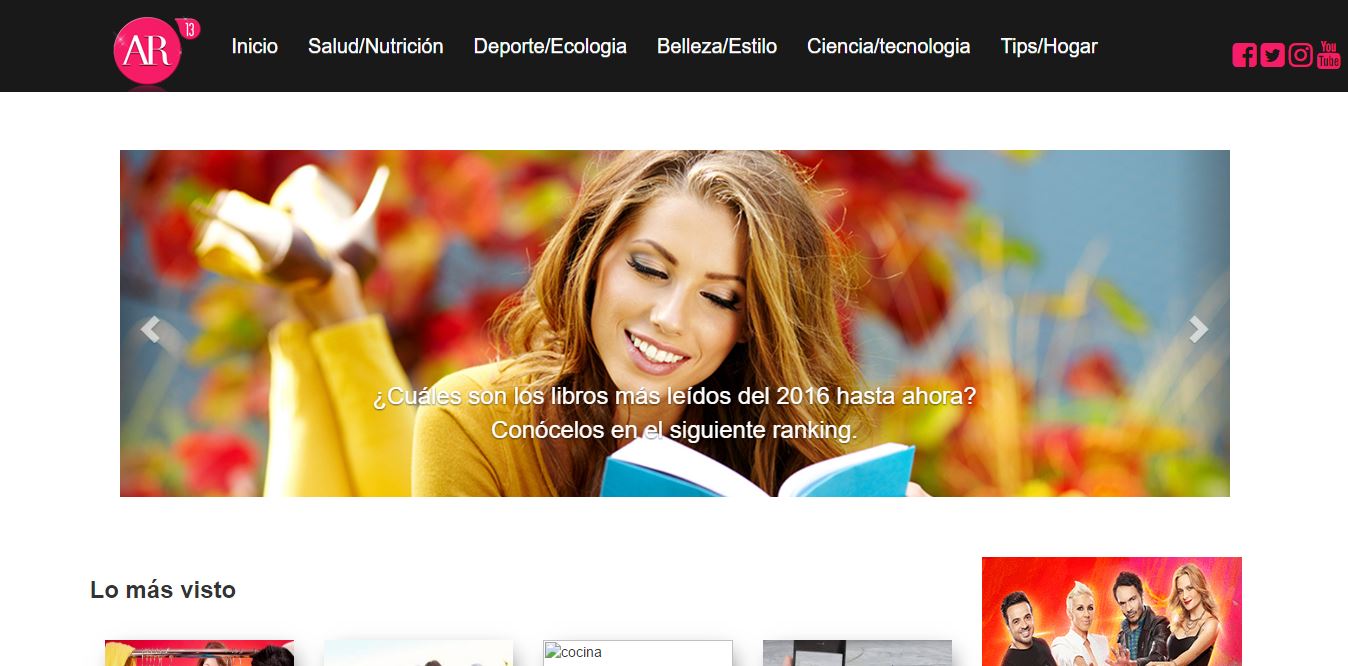 AR 13
Inicio Salud/Nutrición Deporte/Ecologia Belleza/Estilo Ciencia/tecnologia Tips/Hogar
You
Tube
¿Cuáles son los libros más leídos del 2016 hasta ahora?
Conócelos en el siguiente ranking.
Lo más visto
cocina